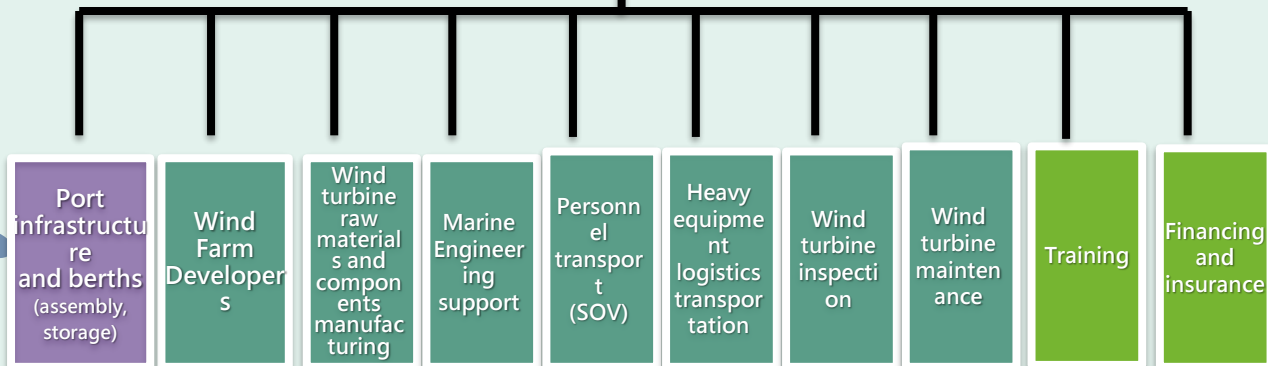 Port
infrastructu
re
and berths
(assembly,
storage)
Wind
Farm
Developer
s
Wind
turbine
raw
material
s and
compon
ents
manufac
turing
Marine
Engineer
ing
support
Personn
el
transpor
t
(SOV)
Heavy
equipme
nt
logistics
transpor
tation
Wind
turbine
inspecti
on
Wind
turbine
mainten
ance
Training
Financing
and
insurance